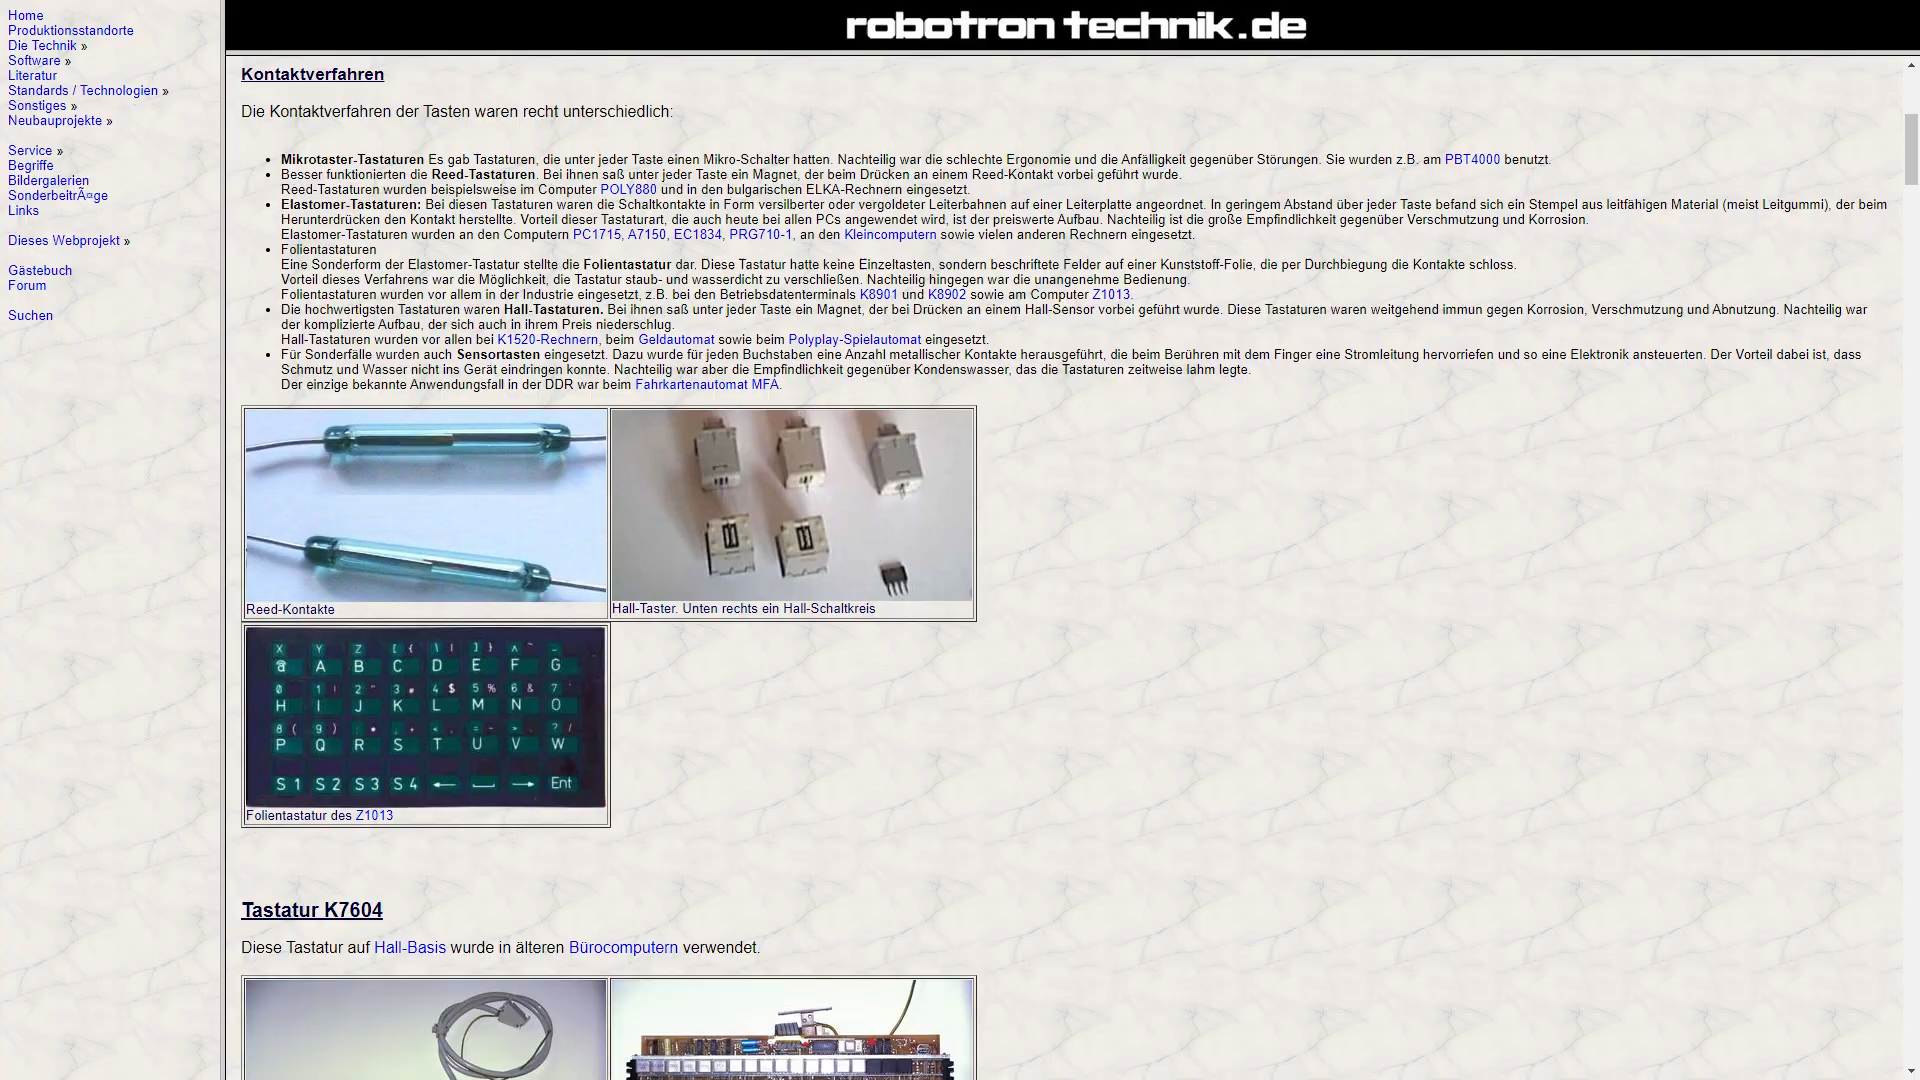 Home
Produktionsstandorte
Die Technik »
Software »
Literatur
Standards / Technologien »
Sonstiges »
Neubauprojekte »
Service »
Begriffe
Bildergalerien
SonderbeitrÃ¤ge
Links
Dieses Webprojekt »
Gästebuch
Forum
Suchen
robotron technik.de
Kontaktverfahren
Die Kontaktverfahren der Tasten waren recht unterschiedlich:
• Mikrotaster-Tastaturen Es gab Tastaturen, die unter jeder Taste einen Mikro-Schalter hatten. Nachteilig war die schlechte Ergonomie und die Anfälligkeit gegenüber Störungen. Sie wurden z.B. am PBT4000 benutzt.
• Besser funktionierten die Reed-Tastaturen. Bei ihnen saß unter jeder Taste ein Magnet, der beim Drücken an einem Reed-Kontakt vorbei geführt wurde.
Reed-Tastaturen wurden beispielsweise im Computer POLY880 und in den bulgarischen ELKA-Rechnern eingesetzt.
• Elastomer-Tastaturen: Bei diesen Tastaturen waren die Schaltkontakte in Form versilberter oder vergoldeter Leiterbahnen auf einer Leiterplatte angeordnet. In geringem Abstand über jeder Taste befand sich ein Stempel aus leitfähigen Material (meist Leitgummi), der beim
Herunterdrücken den Kontakt herstellte. Vorteil dieser Tastaturart, die auch heute bei allen PCs angewendet wird, ist der preiswerte Aufbau. Nachteilig ist die große Empfindlichkeit gegenüber Verschmutzung und Korrosion.
Elastomer-Tastaturen wurden an den Computern PC1715, A7150, EC1834, PRG710-1, an den Kleincomputern sowie vielen anderen Rechnern eingesetzt.
• Folientastaturen
Eine Sonderform der Elastomer-Tastatur stellte die Folientastatur dar. Diese Tastatur hatte keine Einzeltasten, sondern beschriftete Felder auf einer Kunststoff-Folie, die per Durchbiegung die Kontakte schloss.
Vorteil dieses Verfahrens war die Möglichkeit, die Tastatur staub- und wasserdicht zu verschließen. Nachteilig hingegen war die unangenehme Bedienung.
Folientastaturen wurden vor allem in der Industrie eingesetzt, z.B. bei den Betriebsdatenterminals K8901 und K8902 sowie am Computer Z1013.
• Die hochwertigsten Tastaturen waren Hall-Tastaturen. Bei ihnen saß unter jeder Taste ein Magnet, der bei Drücken an einem Hall-Sensor vorbei geführt wurde. Diese Tastaturen waren weitgehend immun gegen Korrosion, Verschmutzung und Abnutzung. Nachteilig war
der komplizierte Aufbau, der sich auch in ihrem Preis niederschlug.
Hall-Tastaturen wurden vor allen bei K1520-Rechnern, beim Geldautomat sowie beim Polyplay-Spielautomat eingesetzt.
• Für Sonderfälle wurden auch Sensortasten eingesetzt. Dazu wurde für jeden Buchstaben eine Anzahl metallischer Kontakte herausgeführt, die beim Berühren mit dem Finger eine Stromleitung hervorriefen und so eine Elektronik ansteuerten. Der Vorteil dabei ist, dass
Schmutz und Wasser nicht ins Gerät eindringen konnte. Nachteilig war aber die Empfindlichkeit gegenüber Kondenswasser, das die Tastaturen zeitweise lahm legte.
Der einzige bekannte Anwendungsfall in der DDR war beim Fahrkartenautomat MFA.
Reed-Kontakte
Hall-Taster. Unten rechts ein Hall-Schaltkreis
X Y Z [ { \ | ] } ^ ~ _
@ A B C D E F G
0 1 ! 2 " 3 # 4 $ 5 % 6 & 7 '
H I J K L M N O
8 ( 9 )
P Q R S T U V W
S1 S2 S3 S4 ← ⎵ → Ent
Folientastatur des Z1013
Tastatur K7604
Diese Tastatur auf Hall-Basis wurde in älteren Bürocomputern verwendet.